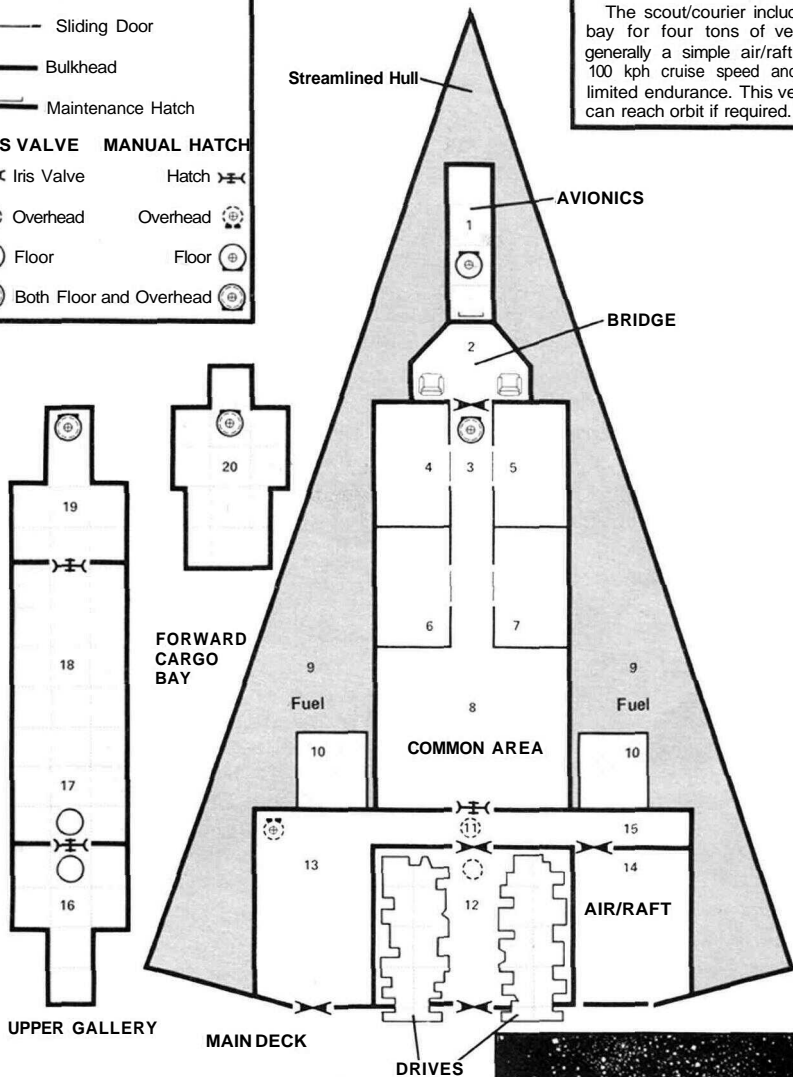 Sliding Door
Bulkhead
Maintenance Hatch
VALVE MANUAL HATCH
Iris Valve Hatch
Overhead Overhead
Floor Floor
Both Floor and Overhead
The scout/courier
bay for four tons of
generally a simple air/raft
100 kph cruise speed and
limited endurance. This
can reach orbit if required.
Streamlined Hull
AVIONICS
1
BRIDGE
2
3
4
5
6
7
8
COMMON AREA
9
Fuel
9
Fuel
10
10
11
12
13
14
AIR/RAFT
15
16
17
18
19
20
FORWARD
CARGO
BAY
UPPER GALLERY
MAIN DECK
DRIVES